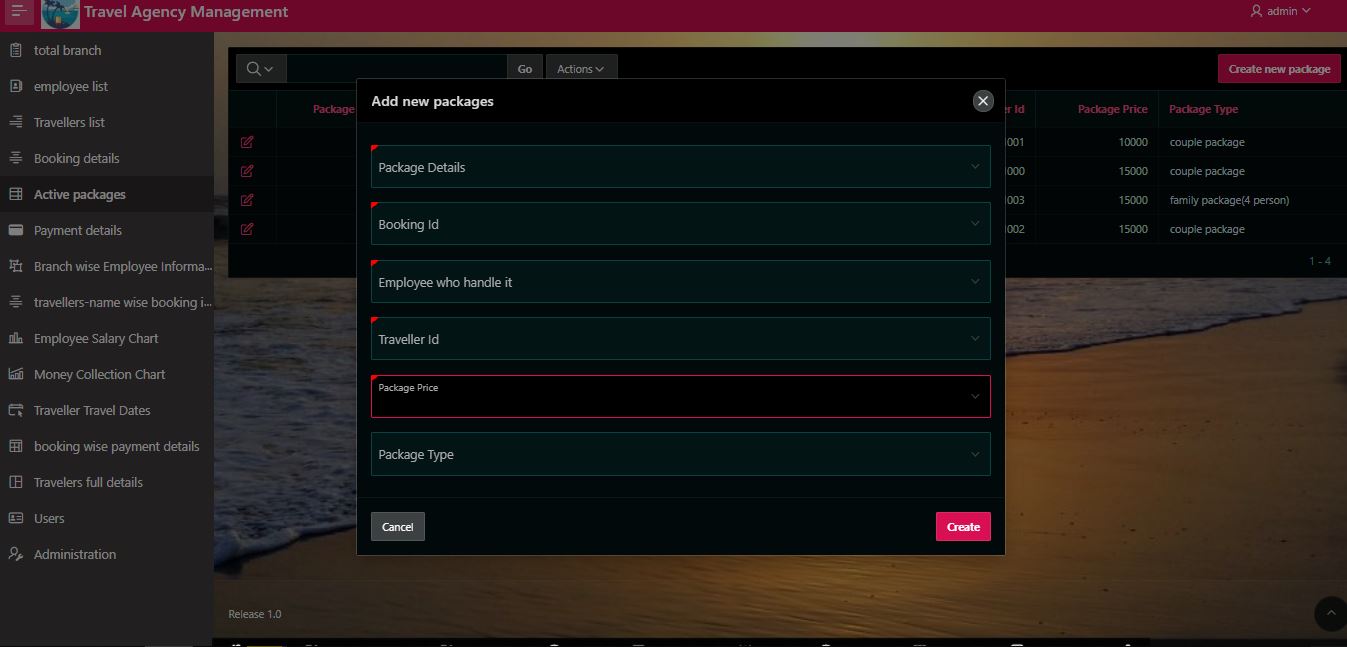 Travel Agency Management
admin
total branch
employee list
Travellers list
Booking details
Active packages
Payment details
Branch wise Employee Informa...
travellers-name wise booking i...
Employee Salary Chart
Money Collection Chart
Traveller Travel Dates
booking wise payment details
Travelers full details
Users
Administration
Go
Actions
Create new package
Package
r Id
Package Price
Package Type
001
10000
couple package
000
15000
couple package
003
15000
family package(4 person)
002
15000
couple package
1 - 4
Add new packages
Package Details
Booking Id
Employee who handle it
Traveller Id
Package Price
Package Type
Cancel
Create
Release 1.0